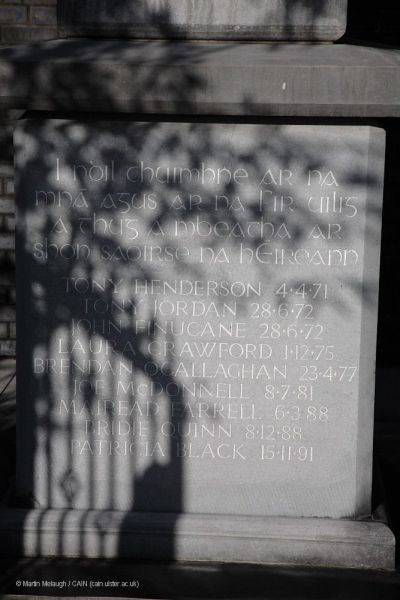 I nDíl chuimhne ar na
mná agus ar na fir uilig
a thug a mbeatha ar
shon saoirse na hÉireann
TONY HENDERSON 4·4·71
TONY JORDAN 28·6·72
JOHN FINUCANE 28·6·72
LAURA CRAWFORD 1·12·75
BRENDAN O'CALLAGHAN 23·4·77
JOE McDONNELL 8·7·81
MAIREAD FARRELL 6·3·88
BRIDIE QUINN 8·12·88
PATRICIA BLACK 15·11·91
© Martin Melaugh / CAIN (cain.ulster.ac.uk)